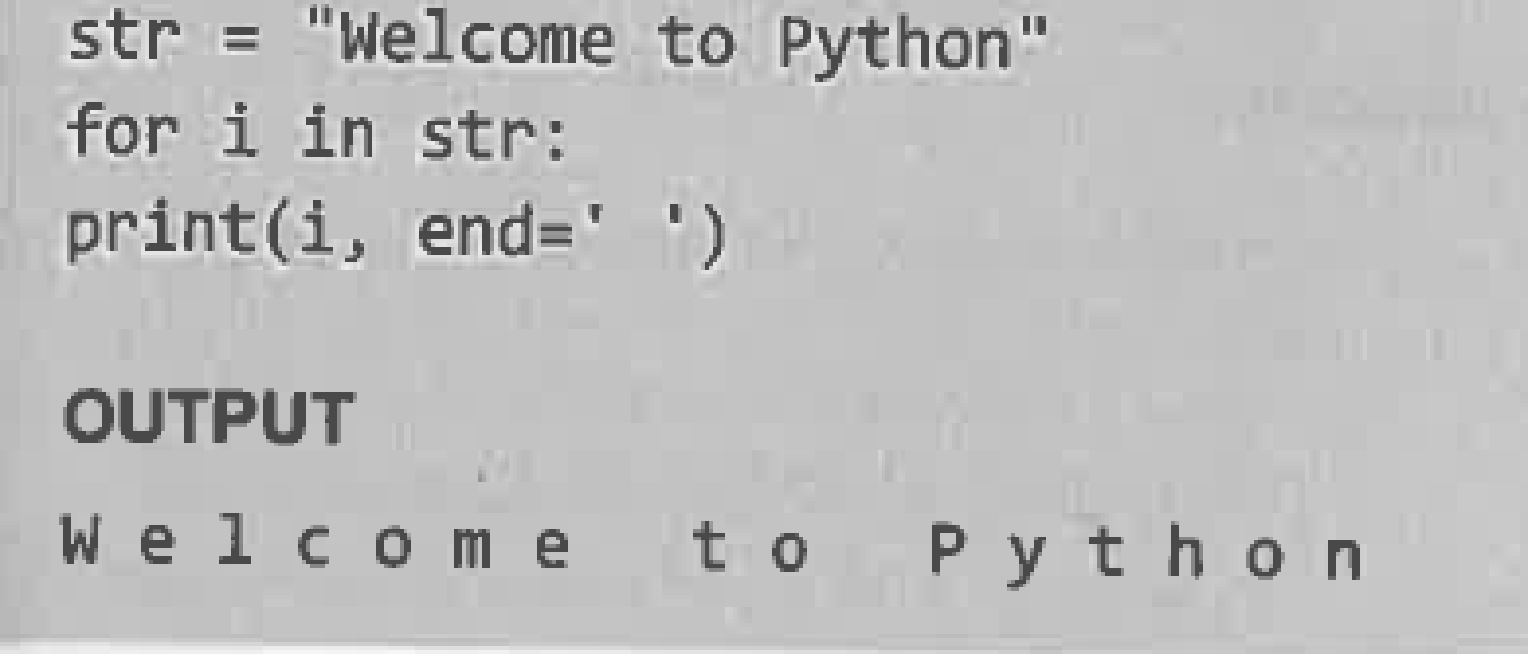 str = "Welcome to Python"
for i in str:
print(i, end=' ')
OUTPUT
W e l c o m e   t o   P y t h o n